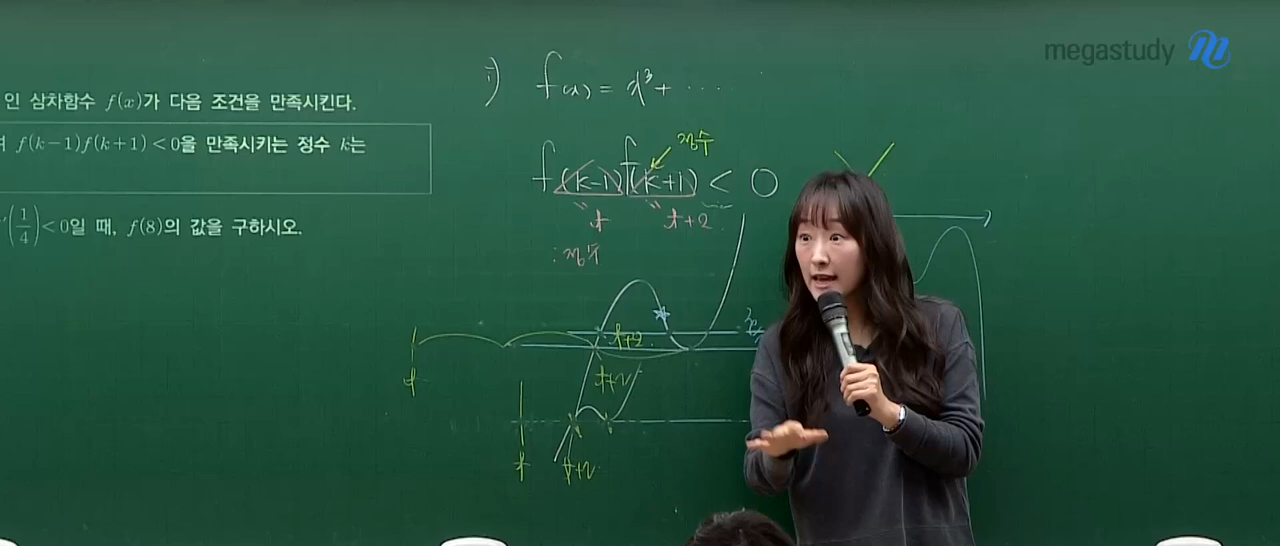 megastudy
인 삼차함수 f(x)가 다음 조건을 만족시킨다.
f(k-1)f(k+1)<0을 만족시키는 정수 k는
(1/4)<0일 때, f(8)의 값을 구하시오.
i) f(x) = x³+ ⋯
정수
f(k-1)f(k+1) < 0
t t+2
: 정수
t+2
t t+2
t t+2